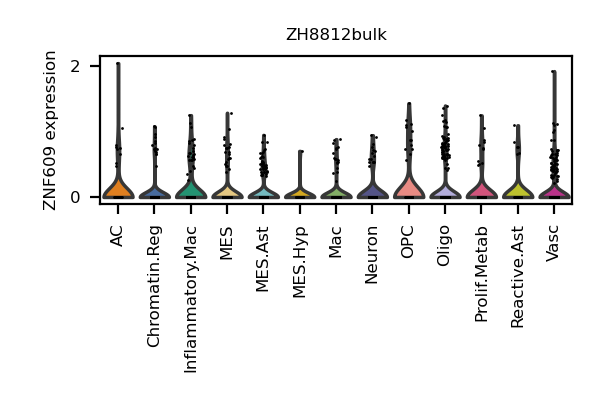 ZH8812bulk
ZNF609 expression
2
0
AC
Chromatin.Reg
Inflammatory.Mac
MES
MES.Ast
MES.Hyp
Mac
Neuron
OPC
Oligo
Prolif.Metab
Reactive.Ast
Vasc